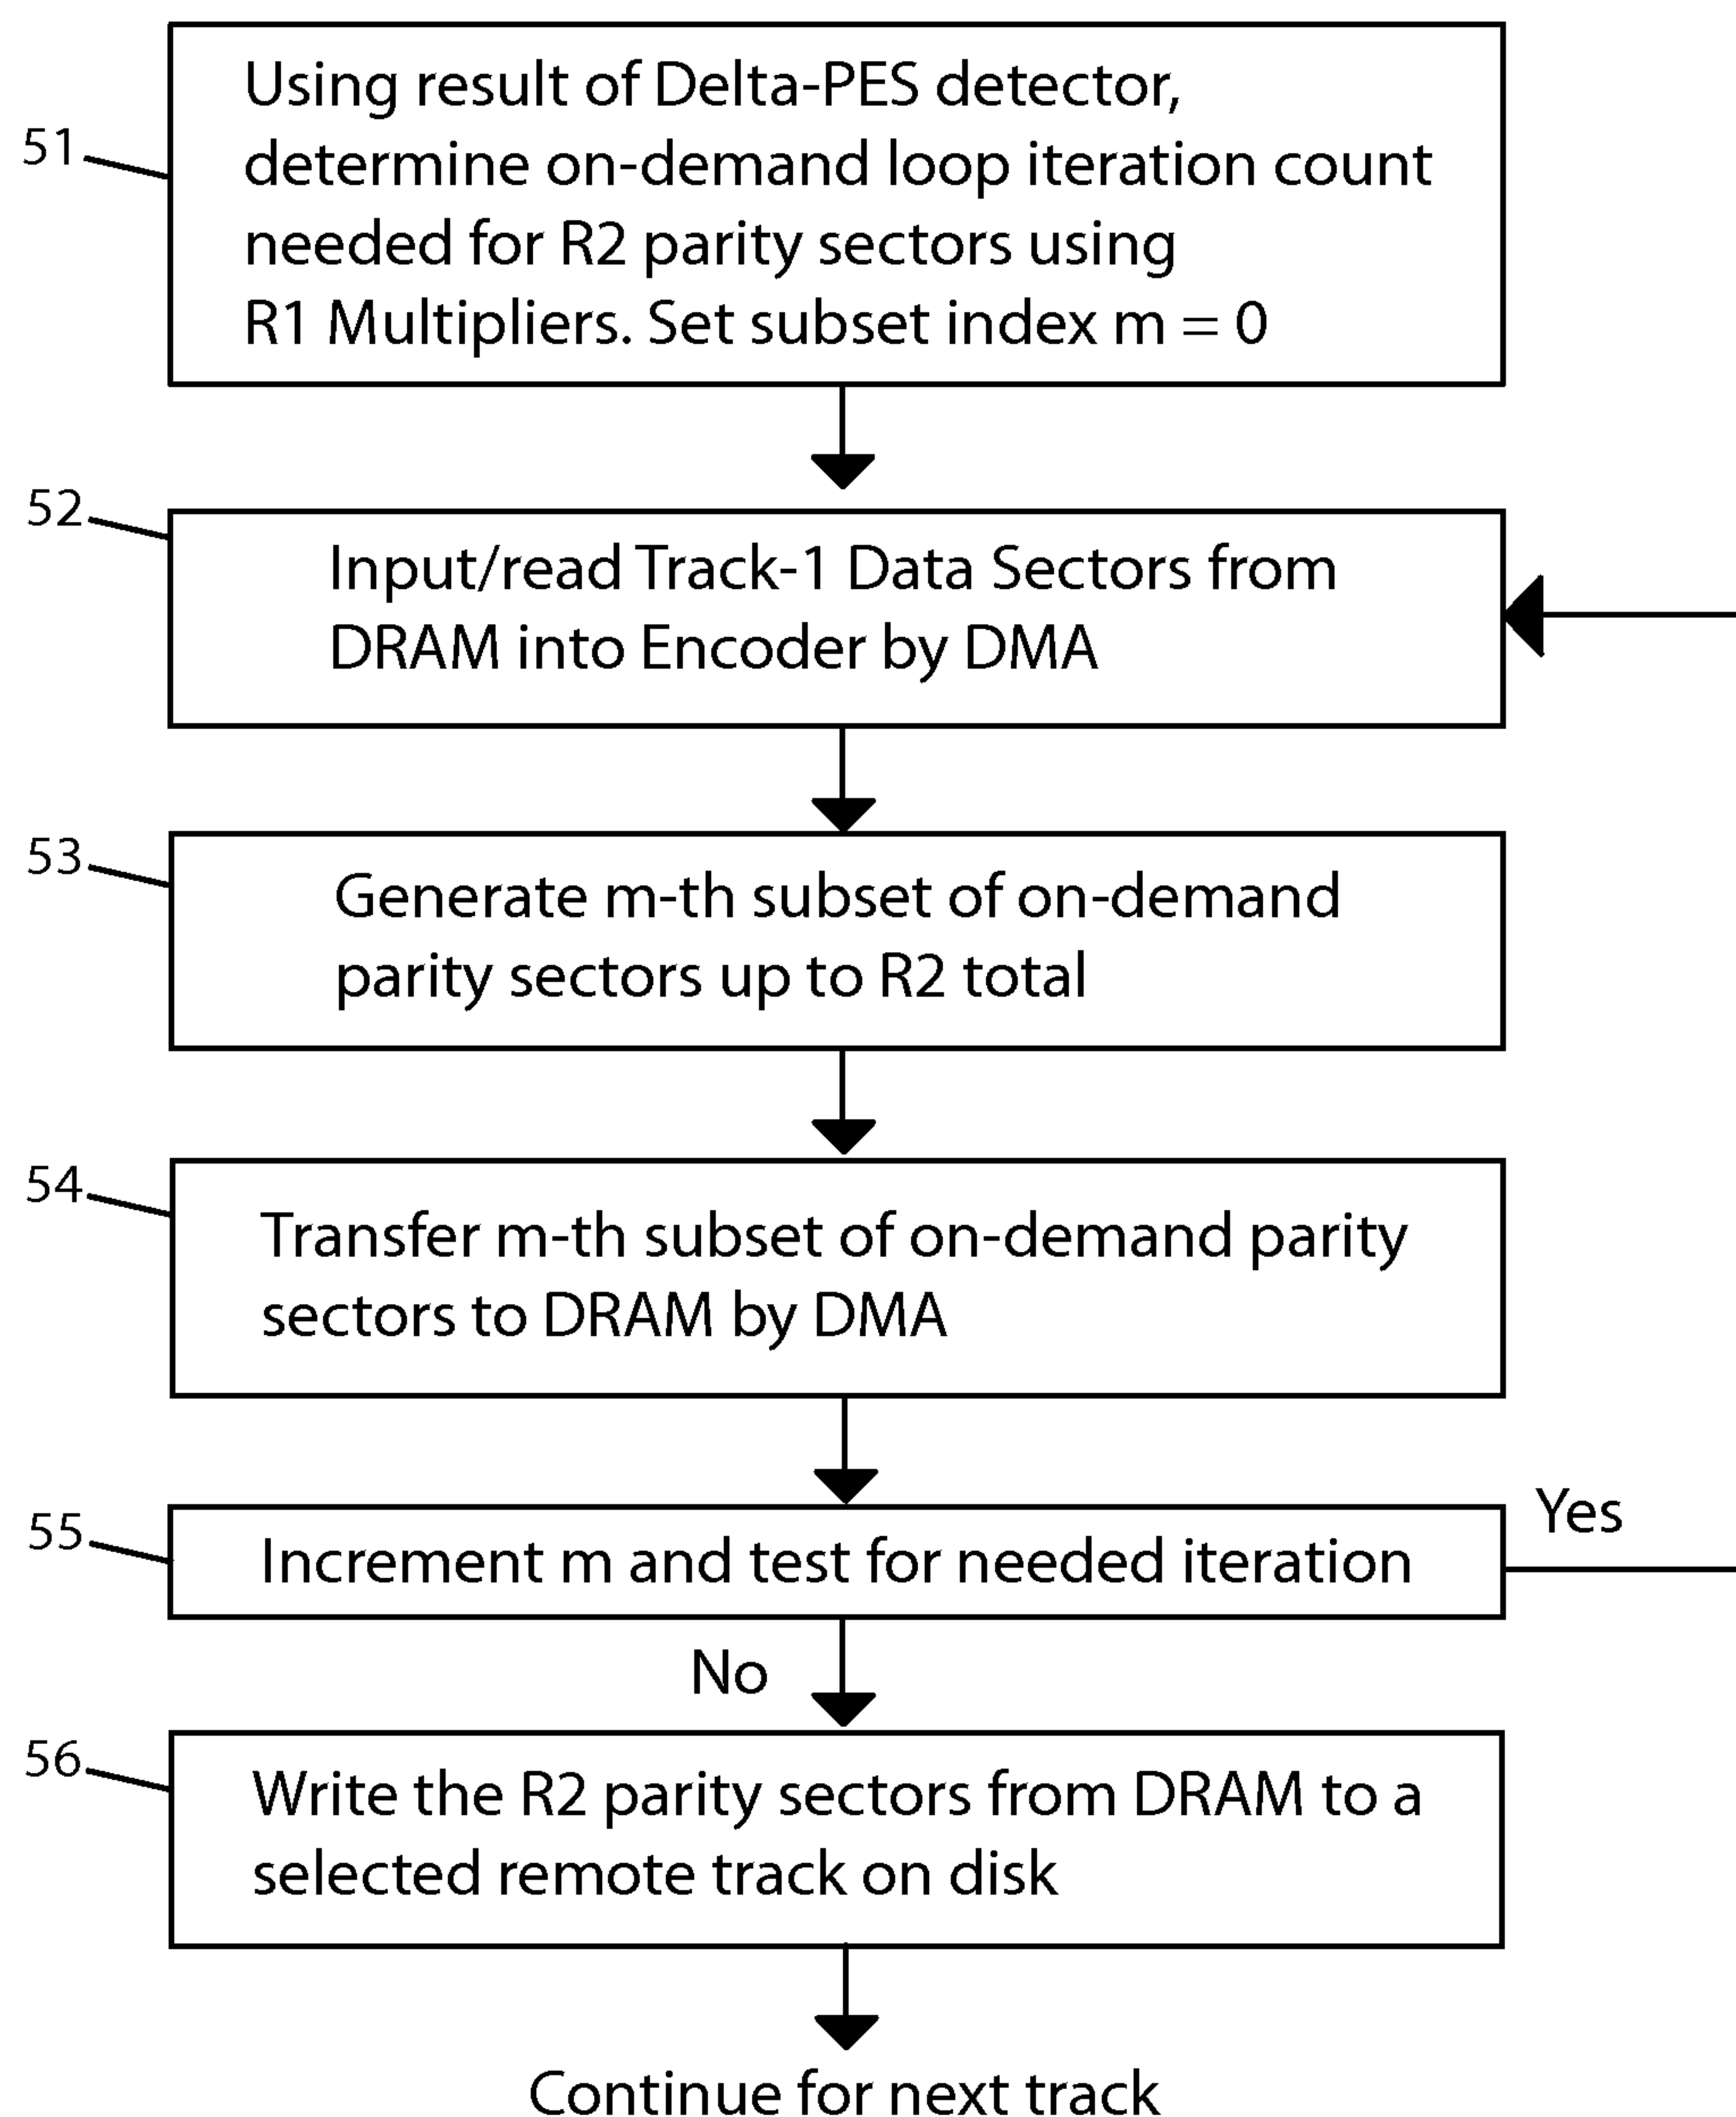 51
Using result of Delta-PES detector,
determine on-demand loop iteration count
needed for R2 parity sectors using
R1 Multipliers. Set subset index m = 0
52
Input/read Track-1 Data Sectors from
DRAM into Encoder by DMA
53
Generate m-th subset of on-demand
parity sectors up to R2 total
54
Transfer m-th subset of on-demand parity
sectors to DRAM by DMA
55
Increment m and test for needed iteration
Yes
No
56
Write the R2 parity sectors from DRAM to a
selected remote track on disk
Continue for next track